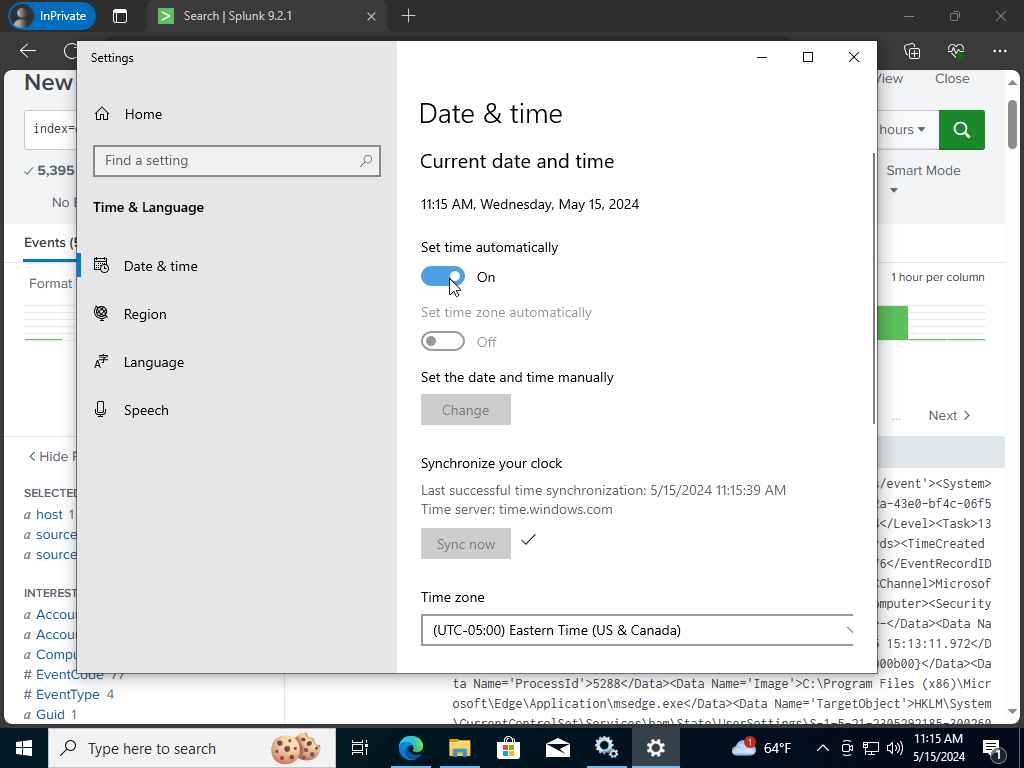 InPrivate
Search | Splunk 9.2.1
New
View
Close
index=
hours
5,395
Smart Mode
No
Events (5
Format
1 hour per column
...
Next
Hide
SELECTED
a host 1
a source
a source
INTEREST
a Accou
a Accou
a Compu
# EventCode 77
# EventType 4
a Guid 1
Settings
Home
Find a setting
Time & Language
Date & time
Region
Language
Speech
Date & time
Current date and time
11:15 AM, Wednesday, May 15, 2024
Set time automatically
On
Set time zone automatically
Off
Set the date and time manually
Change
Synchronize your clock
Last successful time synchronization: 5/15/2024 11:15:39 AM
Time server: time.windows.com
Sync now
Time zone
(UTC-05:00) Eastern Time (US & Canada)
s/event'><System>
2a-43e0-bf4c-06f5
4</Level><Task>13
ds><TimeCreated
6</EventRecordID
Channel>Microsof
mputer><Security
-</Data><Data Na
15:13:11.972</D
00b00}</Data><Da
ta Name='ProcessId'>5288</Data><Data Name='Image'>C:\Program Files (x86)\Micr
osoft\Edge\Application\msedge.exe</Data><Data Name='TargetObject'>HKLM\System
\CurrentControlSet\Services\bam\State\UserSettings\S-1-5-21-2305292185-300260
Type here to search
1
64°F
11:15 AM
5/15/2024
1